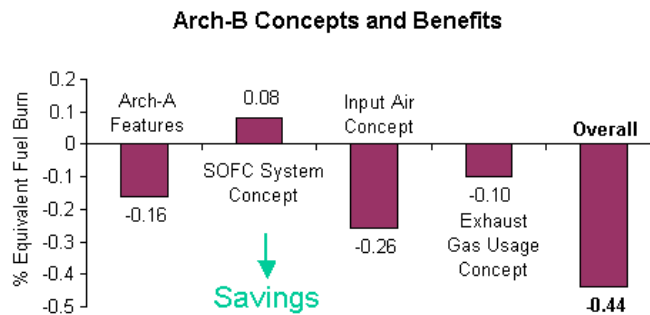 Arch-B Concepts and Benefits
% Equivalent Fuel Burn
0.2
0.1
0
-0.1
-0.2
-0.3
-0.4
-0.5
Arch-A
Features
-0.16
0.08
SOFC System
Concept
Savings
Input Air
Concept
-0.26
-0.10
Exhaust
Gas Usage
Concept
Overall
-0.44